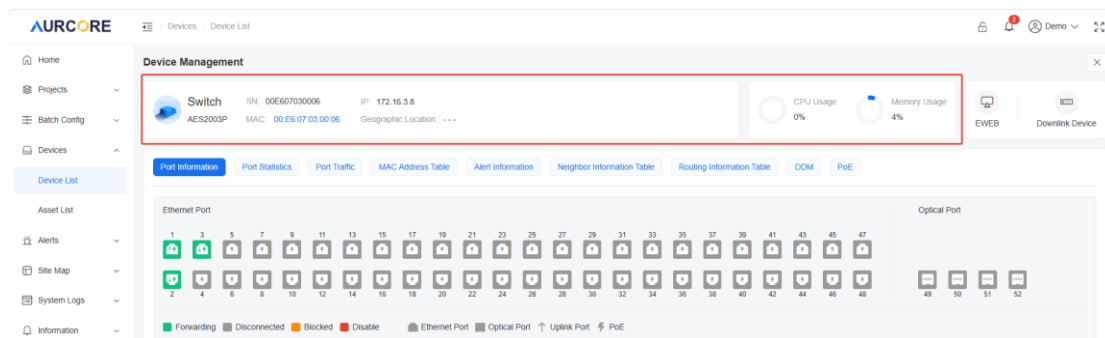 AURCORE
Devices Device List
2
Demo
Home
Projects
Batch Config
Devices
Device List
Asset List
Alerts
Site Map
System Logs
Information
Device Management
Switch
AES2003P
SN: 00E607030006
IP: 172.16.3.8
MAC: 00:E6:07:03:00:06
Geographic Location: ---
CPU Usage
0%
Memory Usage
4%
EWEB
Downlink Device
Port Information Port Statistics Port Traffic MAC Address Table Alert Information Neighbor Information Table Routing Information Table DDM PoE
Ethernet Port
Optical Port
1 3 5 7 9 11 13 15 17 19 21 23 25 27 29 31 33 35 37 39 41 43 45 47
2 4 6 8 10 12 14 16 18 20 22 24 26 28 30 32 34 36 38 40 42 44 46 48 49 50 51 52
Forwarding Disconnected Blocked Disable Ethernet Port Optical Port Uplink Port PoE